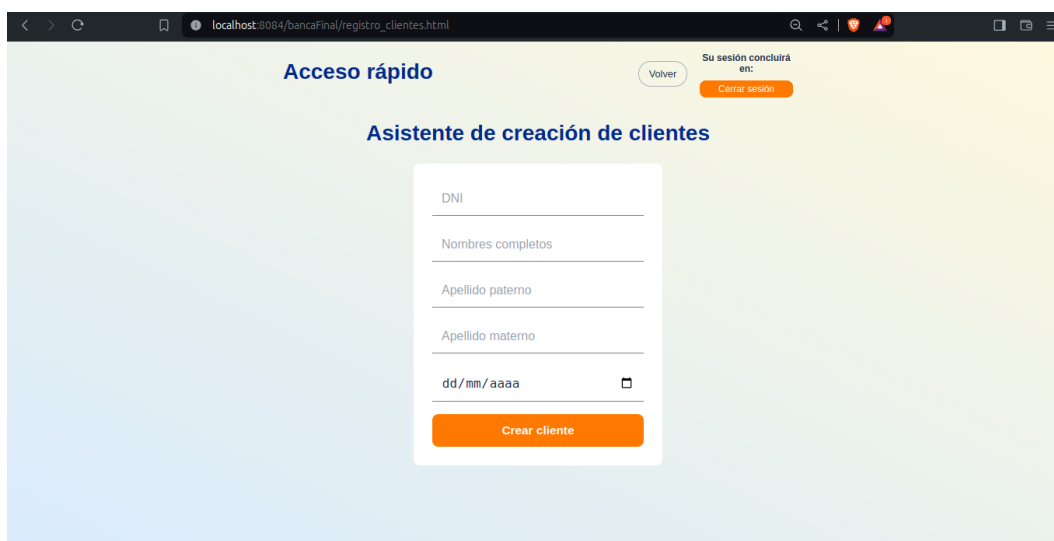 localhost:8084/bancaFinal/registro_clientes.html
Acceso rápido
Volver
Su sesión concluirá
en:
Cerrar sesión
Asistente de creación de clientes
DNI
Nombres completos
Apellido paterno
Apellido materno
dd/mm/aaaa
Crear cliente